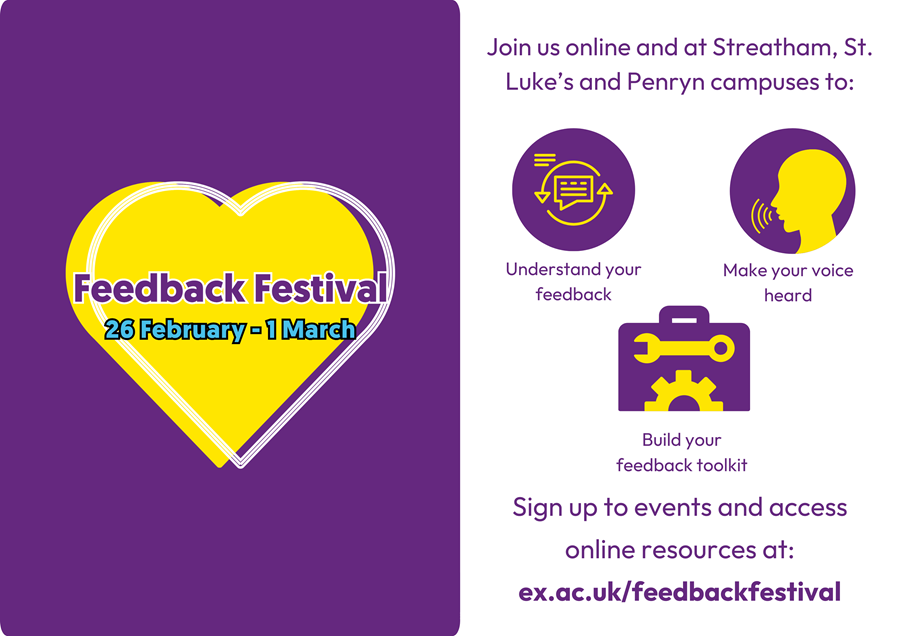 Feedback Festival
26 February - 1 March
Join us online and at Streatham, St.
Luke’s and Penryn campuses to:
Understand your
feedback
Make your voice
heard
Build your
feedback toolkit
Sign up to events and access
online resources at:
ex.ac.uk/feedbackfestival